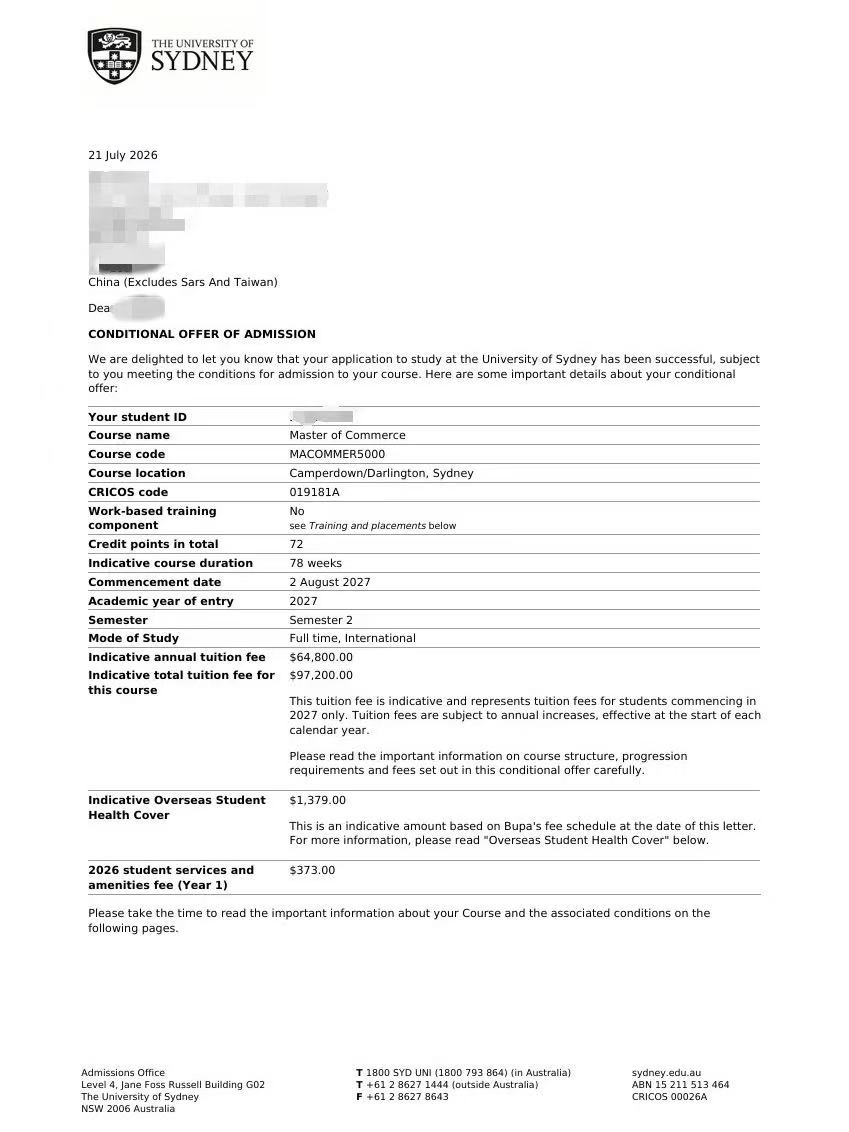 THE UNIVERSITY OF
SYDNEY
21 July 2026
China (Excludes Sars And Taiwan)
Dea
CONDITIONAL OFFER OF ADMISSION
We are delighted to let you know that your application to study at the University of Sydney has been successful, subject
to you meeting the conditions for admission to your course. Here are some important details about your conditional
offer:
Your student ID
Course name Master of Commerce
Course code MACOMMER5000
Course location Camperdown/Darlington, Sydney
CRICOS code 019181A
Work-based training No
component see Training and placements below
Credit points in total 72
Indicative course duration 78 weeks
Commencement date 2 August 2027
Academic year of entry 2027
Semester Semester 2
Mode of Study Full time, International
Indicative annual tuition fee $64,800.00
Indicative total tuition fee for $97,200.00
this course
This tuition fee is indicative and represents tuition fees for students commencing in
2027 only. Tuition fees are subject to annual increases, effective at the start of each
calendar year.
Please read the important information on course structure, progression
requirements and fees set out in this conditional offer carefully.
Indicative Overseas Student $1,379.00
Health Cover
This is an indicative amount based on Bupa's fee schedule at the date of this letter.
For more information, please read "Overseas Student Health Cover" below.
2026 student services and $373.00
amenities fee (Year 1)
Please take the time to read the important information about your Course and the associated conditions on the
following pages.
Admissions Office
Level 4, Jane Foss Russell Building G02
The University of Sydney
NSW 2006 Australia
T 1800 SYD UNI (1800 793 864) (in Australia)
T +61 2 8627 1444 (outside Australia)
F +61 2 8627 8643
sydney.edu.au
ABN 15 211 513 464
CRICOS 00026A